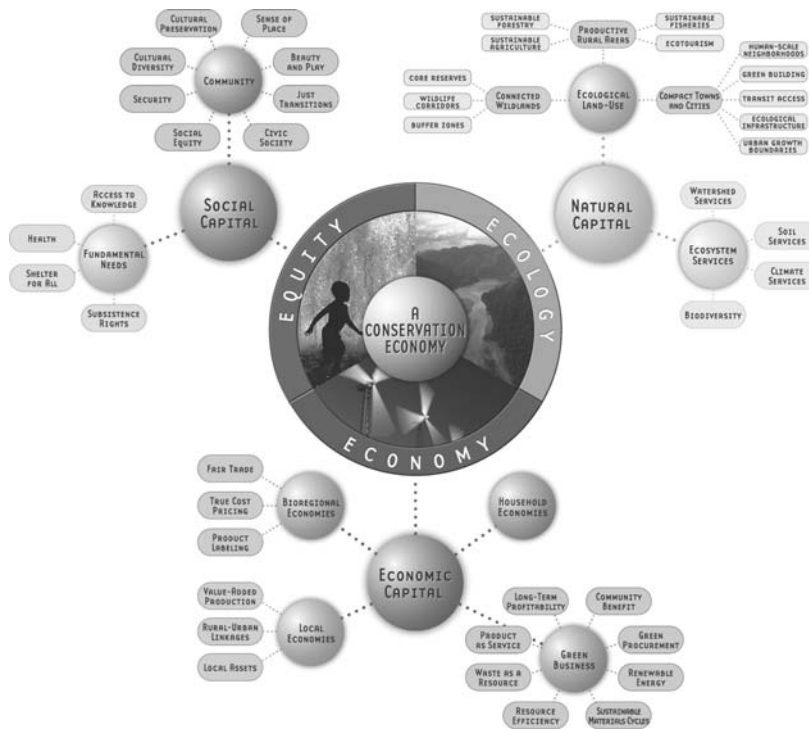 CULTURAL
PRESERVATION
SENSE OF
PLACE
CULTURAL
DIVERSITY
COMMUNITY
BEAUTY
AND PLAY
SECURITY
JUST
TRANSITIONS
SOCIAL
EQUITY
CIVIC
SOCIETY
SOCIAL
CAPITAL
ACCESS TO
KNOWLEDGE
HEALTH
FUNDAMENTAL
NEEDS
SHELTER
FOR ALL
SUBSISTENCE
RIGHTS
SUSTAINABLE
FORESTRY
SUSTAINABLE
AGRICULTURE
PRODUCTIVE
RURAL AREAS
SUSTAINABLE
FISHERIES
ECOTOURISM
CORE RESERVES
WILDLIFE
CORRIDORS
BUFFER ZONES
CONNECTED
WILDLANDS
ECOLOGICAL
LAND-USE
COMPACT TOWNS
AND CITIES
HUMAN-SCALE
NEIGHBORHOODS
GREEN BUILDING
TRANSIT ACCESS
ECOLOGICAL
INFRASTRUCTURE
URBAN GROWTH
BOUNDARIES
NATURAL
CAPITAL
WATERSHED
SERVICES
ECOSYSTEM
SERVICES
SOIL
SERVICES
CLIMATE
SERVICES
BIODIVERSITY
EQUITY
ECOLOGY
A
CONSERVATION
ECONOMY
ECONOMY
FAIR TRADE
TRUE COST
PRICING
PRODUCT
LABELING
BIOREGIONAL
ECONOMIES
HOUSEHOLD
ECONOMIES
ECONOMIC
CAPITAL
VALUE-ADDED
PRODUCTION
RURAL-URBAN
LINKAGES
LOCAL ASSETS
LOCAL
ECONOMIES
LONG-TERM
PROFITABILITY
COMMUNITY
BENEFIT
PRODUCT
AS SERVICE
GREEN
PROCUREMENT
GREEN
BUSINESS
WASTE AS A
RESOURCE
RENEWABLE
ENERGY
RESOURCE
EFFICIENCY
SUSTAINABLE
MATERIALS CYCLES